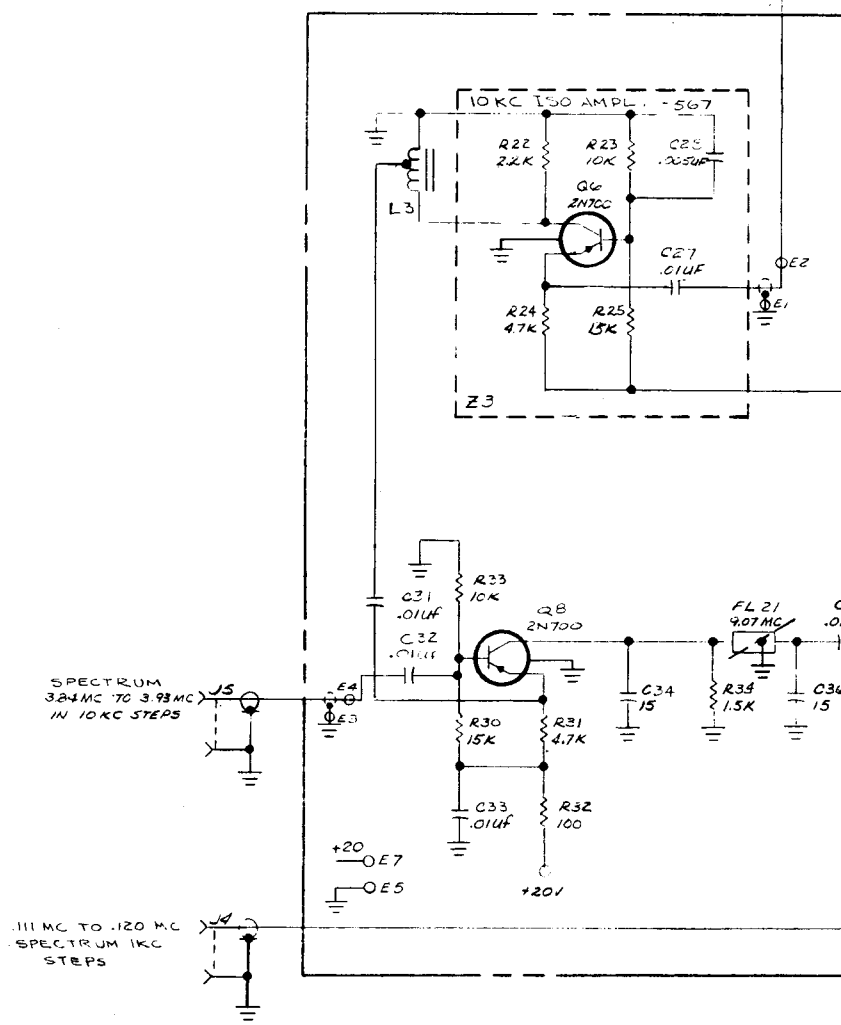 10 KC ISO AMPL. -567
R22
2.2K
R23
10K
C25
.005UF
L3
Q6
2N700
C27
.01UF
E2
E1
R24
4.7K
R25
15K
Z3
R33
10K
C31
.01UF
Q8
2N700
FL 21
9.07 MC
C
.01
C32
.01UF
SPECTRUM
3.84 MC TO 3.93 MC
IN 10 KC STEPS
J5
E4
E3
C34
15
R34
1.5K
C36
15
R30
15K
R31
4.7K
C33
.01UF
R32
100
+20
E7
E5
+20V
.111 MC TO .120 MC
SPECTRUM 1KC
STEPS
J4